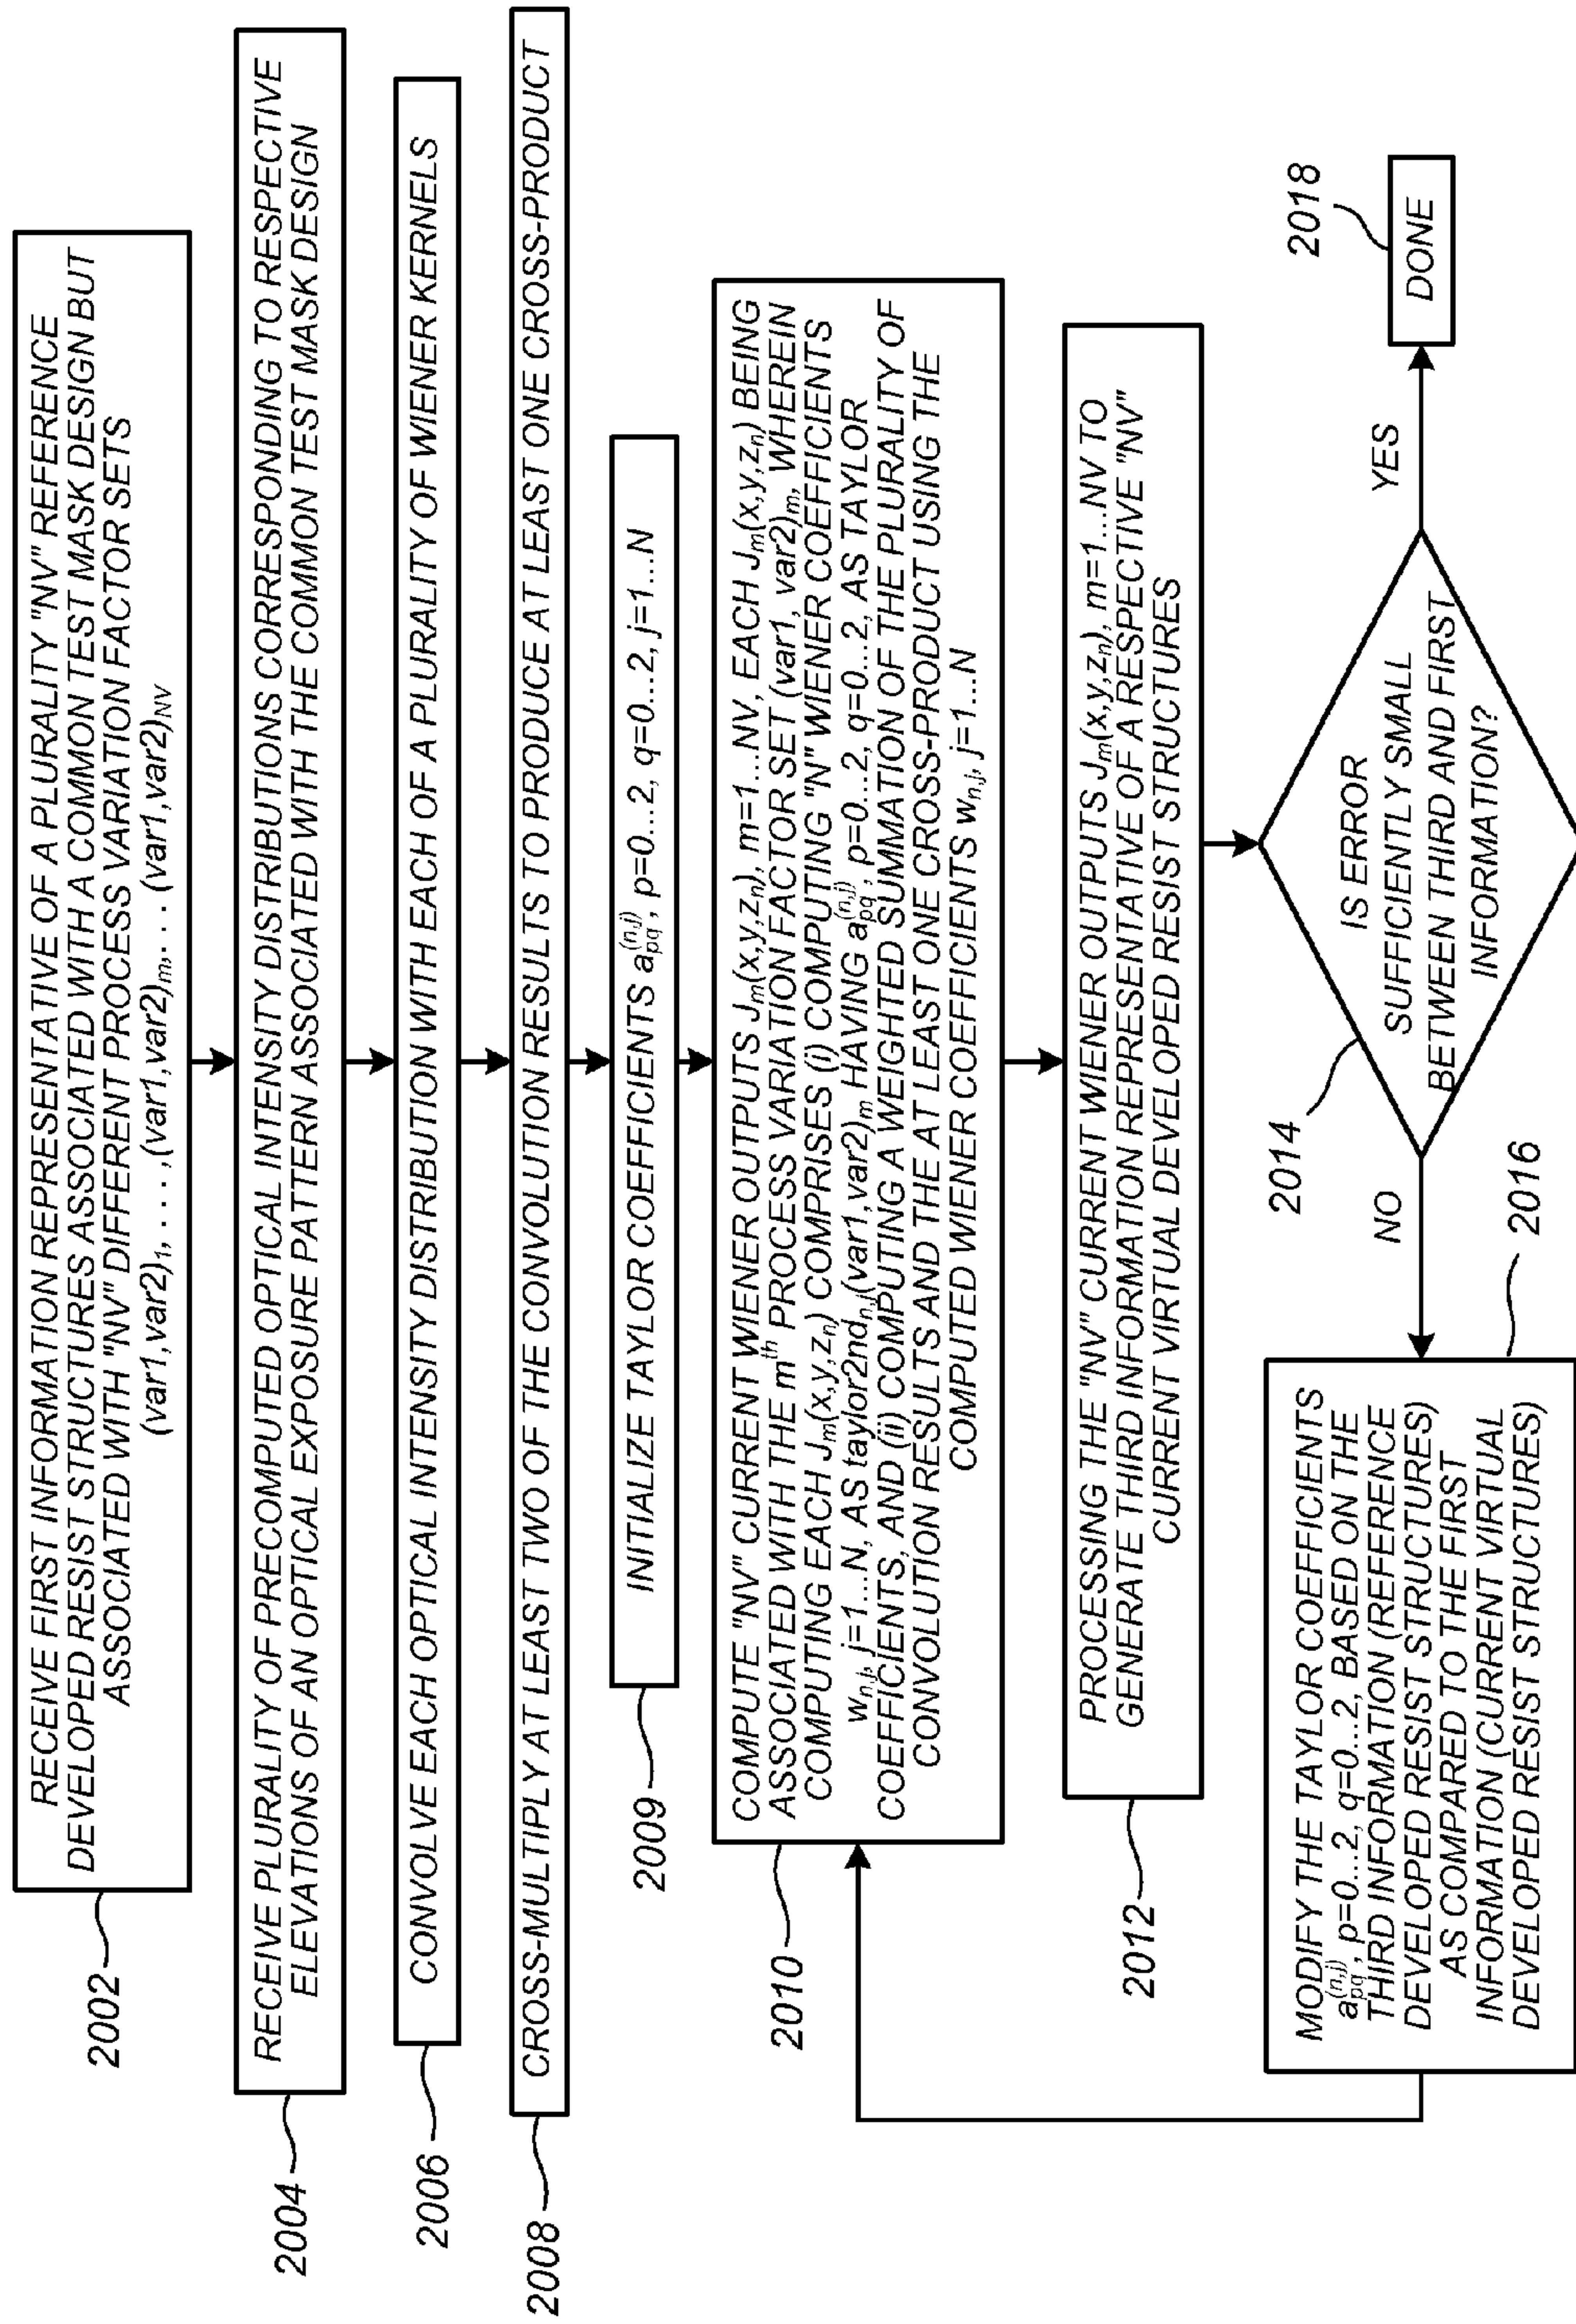 RECEIVE FIRST INFORMATION REPRESENTATIVE OF A PLURALITY "NV" REFERENCE
DEVELOPED RESIST STRUCTURES ASSOCIATED WITH A COMMON TEST MASK DESIGN BUT
ASSOCIATED WITH "NV" DIFFERENT PROCESS VARIATION FACTOR SETS
(var1,var2)₁,...,(var1,var2)ₘ,...(var1,var2)_NV
2002
RECEIVE PLURALITY OF PRECOMPUTED OPTICAL INTENSITY DISTRIBUTIONS CORRESPONDING TO RESPECTIVE
ELEVATIONS OF AN OPTICAL EXPOSURE PATTERN ASSOCIATED WITH THE COMMON TEST MASK DESIGN
2004
CONVOLVE EACH OPTICAL INTENSITY DISTRIBUTION WITH EACH OF A PLURALITY OF WIENER KERNELS
2006
CROSS-MULTIPLY AT LEAST TWO OF THE CONVOLUTION RESULTS TO PRODUCE AT LEAST ONE CROSS-PRODUCT
2008
INITIALIZE TAYLOR COEFFICIENTS a_pq^(n,j), p=0...2, q=0...2, j=1...N
2009
COMPUTE "NV" CURRENT WIENER OUTPUTS Jₘ(x,y,zₙ), m=1...NV, EACH Jₘ(x,y,zₙ) BEING
ASSOCIATED WITH THE m^th PROCESS VARIATION FACTOR SET (var1, var2)ₘ, WHEREIN
COMPUTING EACH Jₘ(x,y,zₙ) COMPRISES (i) COMPUTING "N" WIENER COEFFICIENTS
w_n,j, j=1...N, AS taylor2nd_n,j(var1,var2)ₘ HAVING a_pq^(n,j), p=0...2, q=0...2, AS TAYLOR
COEFFICIENTS, AND (ii) COMPUTING A WEIGHTED SUMMATION OF THE PLURALITY OF
CONVOLUTION RESULTS AND THE AT LEAST ONE CROSS-PRODUCT USING THE
COMPUTED WIENER COEFFICIENTS w_n,j, j=1...N
2010
PROCESSING THE "NV" CURRENT WIENER OUTPUTS Jₘ(x,y,zₙ), m=1...NV TO
GENERATE THIRD INFORMATION REPRESENTATIVE OF A RESPECTIVE "NV"
CURRENT VIRTUAL DEVELOPED RESIST STRUCTURES
2012
IS ERROR
SUFFICIENTLY SMALL
BETWEEN THIRD AND FIRST
INFORMATION?
2014
NO
YES
MODIFY THE TAYLOR COEFFICIENTS
a_pq^(n,j), p=0...2, q=0...2, BASED ON THE
THIRD INFORMATION (REFERENCE
DEVELOPED RESIST STRUCTURES)
AS COMPARED TO THE FIRST
INFORMATION (CURRENT VIRTUAL
DEVELOPED RESIST STRUCTURES)
2016
DONE
2018